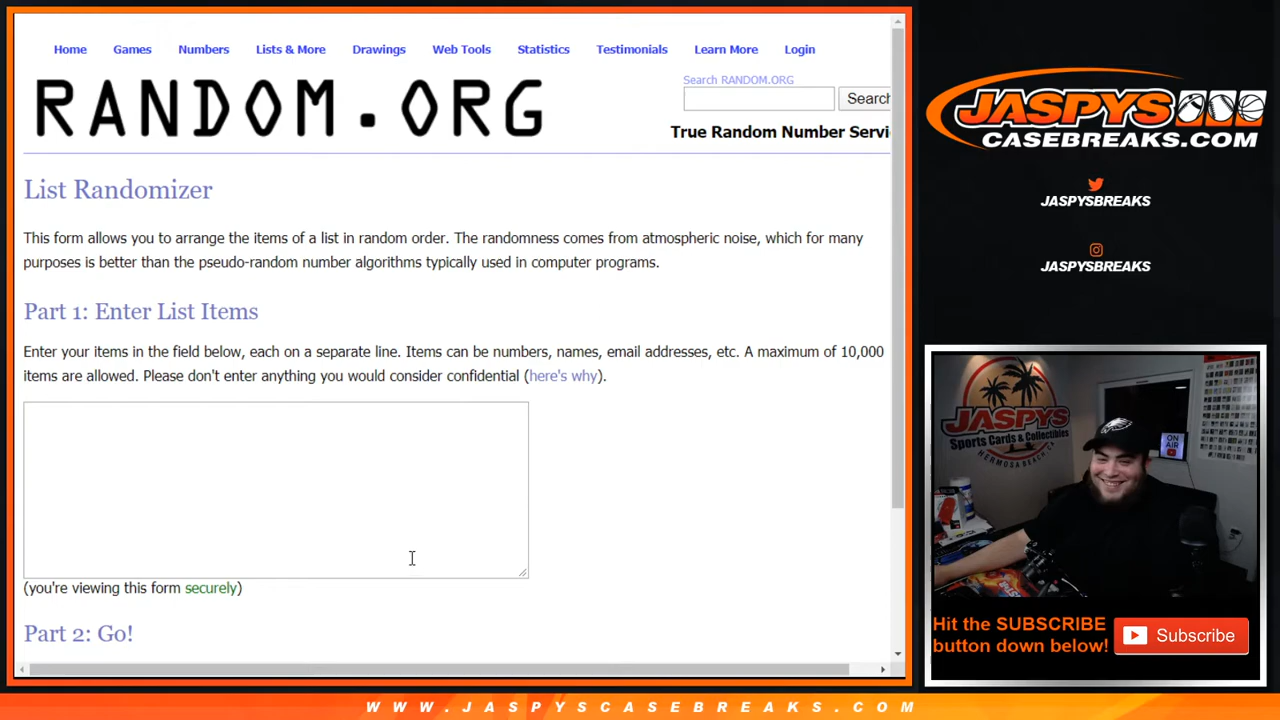 Home Games Numbers Lists & More Drawings Web Tools Statistics Testimonials Learn More Login
RANDOM.ORG
Search RANDOM.ORG
Search
True Random Number Servi
List Randomizer
This form allows you to arrange the items of a list in random order. The randomness comes from atmospheric noise, which for many
purposes is better than the pseudo-random number algorithms typically used in computer programs.
Part 1: Enter List Items
Enter your items in the field below, each on a separate line. Items can be numbers, names, email addresses, etc. A maximum of 10,000
items are allowed. Please don't enter anything you would consider confidential (here's why).
(you're viewing this form securely)
Part 2: Go!
JASPYS
CASEBREAKS.COM
JASPYSBREAKS
JASPYSBREAKS
JASPYS
Sports Cards & Collectibles
HERMOSA BEACH, CA
ON
AIR
Hit the SUBSCRIBE
button down below!
Subscribe
WWW.JASPYSCASEBREAKS.COM